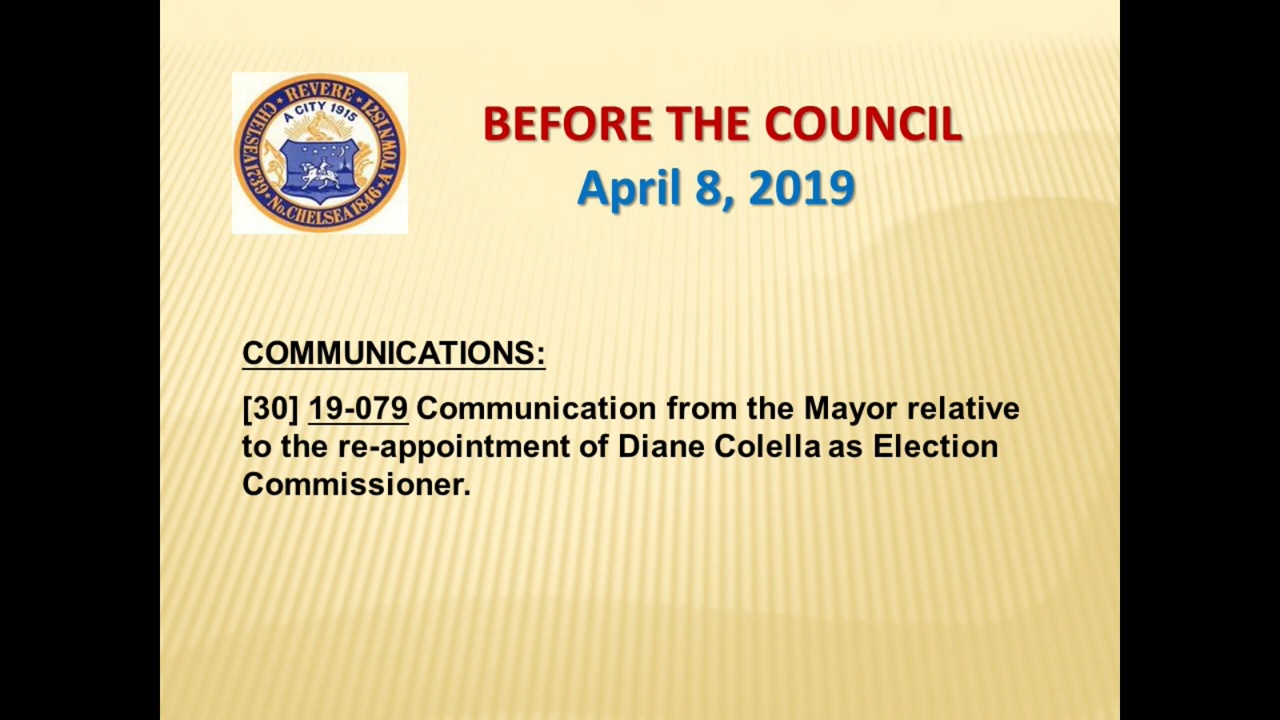 REVERE
A CITY 1915
CHELSEA 1739 • No. CHELSEA 1846 • A TOWN 1871
BEFORE THE COUNCIL
April 8, 2019
COMMUNICATIONS:
[30] 19-079 Communication from the Mayor relative
to the re-appointment of Diane Colella as Election
Commissioner.